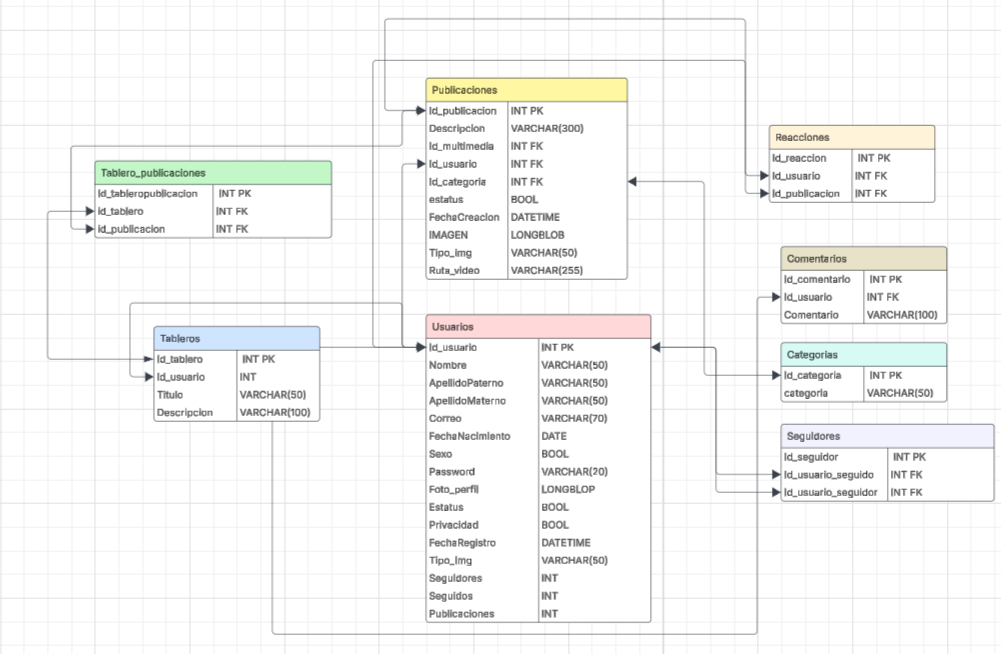 Publicaciones
Id_publicacion INT PK
Descripcion VARCHAR(300)
Id_multimedia INT FK
Id_usuario INT FK
Id_categoria INT FK
estatus BOOL
FechaCreacion DATETIME
IMAGEN LONGBLOB
Tipo_img VARCHAR(50)
Ruta_video VARCHAR(255)
Reacciones
Id_reaccion INT PK
Id_usuario INT FK
Id_publicacion INT FK
Tablero_publicaciones
Id_tableropublicacion INT PK
Id_tablero INT FK
Id_publicacion INT FK
Comentarios
Id_comentario INT PK
Id_usuario INT FK
Comentario VARCHAR(100)
Tableros
Id_tablero INT PK
Id_usuario INT
Titulo VARCHAR(50)
Descripcion VARCHAR(100)
Usuarios
Id_usuario INT PK
Nombre VARCHAR(50)
ApellidoPaterno VARCHAR(50)
ApellidoMaterno VARCHAR(50)
Correo VARCHAR(70)
FechaNacimiento DATE
Sexo BOOL
Password VARCHAR(20)
Foto_perfil LONGBLOP
Estatus BOOL
Privacidad BOOL
FechaRegistro DATETIME
Tipo_Img VARCHAR(50)
Seguidores INT
Seguidos INT
Publicaciones INT
Categorias
Id_categoria INT PK
categoria VARCHAR(50)
Seguidores
Id_seguidor INT PK
Id_usuario_seguido INT FK
Id_usuario_seguidor INT FK